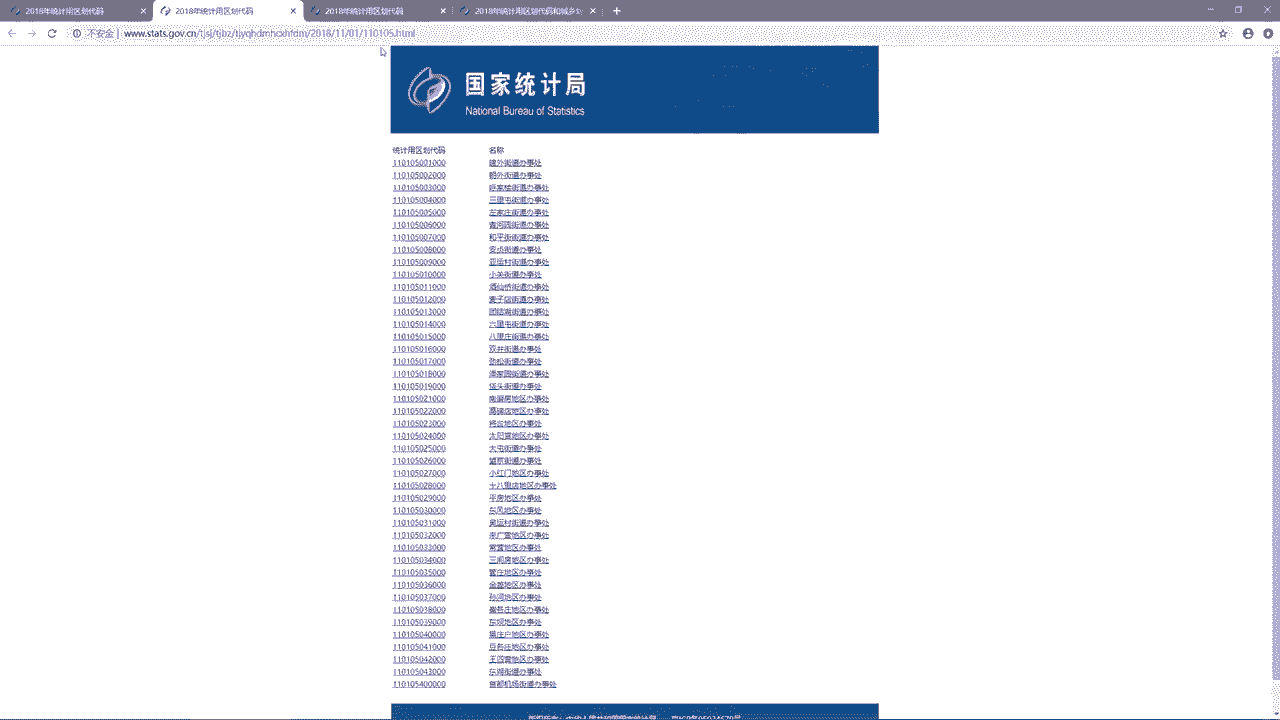 2018年统计用区划代码
2018年统计用区划代码
2018年统计用区划代码
2018年统计用区划代码和城乡划
不安全 | www.stats.gov.cn/tjsj/tjbz/tjyqhdmhcxhfdm/2018/11/01/110105.html
国家统计局
National Bureau of Statistics
统计用区划代码 名称
110105001000 建外街道办事处
110105002000 朝外街道办事处
110105003000 呼家楼街道办事处
110105004000 三里屯街道办事处
110105005000 左家庄街道办事处
110105006000 香河园街道办事处
110105007000 和平街街道办事处
110105008000 安贞街道办事处
110105009000 亚运村街道办事处
110105010000 小关街道办事处
110105011000 酒仙桥街道办事处
110105012000 麦子店街道办事处
110105013000 团结湖街道办事处
110105014000 六里屯街道办事处
110105015000 八里庄街道办事处
110105016000 双井街道办事处
110105017000 劲松街道办事处
110105018000 潘家园街道办事处
110105019000 垡头街道办事处
110105021000 南磨房地区办事处
110105022000 高碑店地区办事处
110105023000 将台地区办事处
110105024000 太阳宫地区办事处
110105025000 大屯街道办事处
110105026000 望京街道办事处
110105027000 小红门地区办事处
110105028000 十八里店地区办事处
110105029000 平房地区办事处
110105030000 东风地区办事处
110105031000 奥运村街道办事处
110105032000 来广营地区办事处
110105033000 常营地区办事处
110105034000 三间房地区办事处
110105035000 管庄地区办事处
110105036000 金盏地区办事处
110105037000 孙河地区办事处
110105038000 崔各庄地区办事处
110105039000 东坝地区办事处
110105040000 黑庄户地区办事处
110105041000 豆各庄地区办事处
110105042000 王四营地区办事处
110105043000 东湖街道办事处
110105400000 首都机场街道办事处